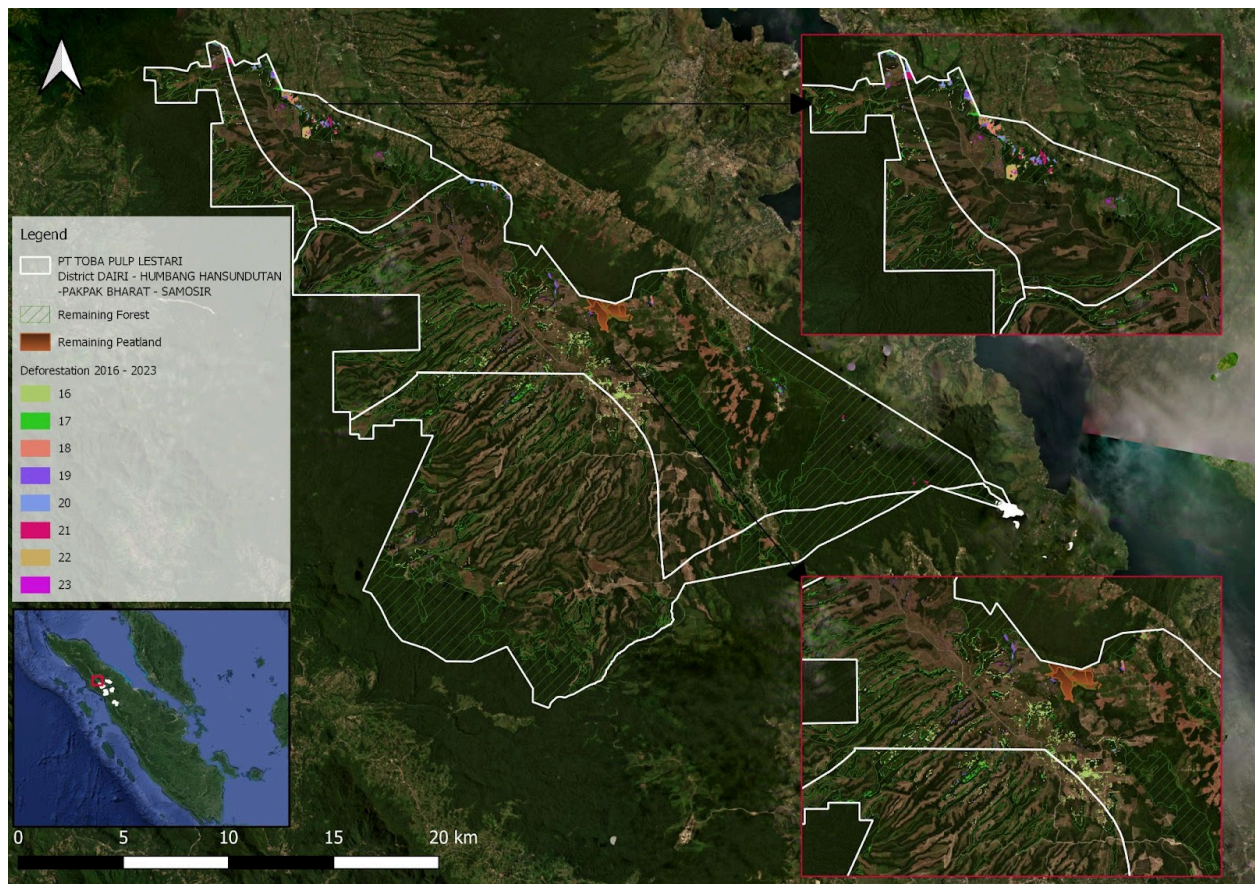 Legend
PT TOBA PULP LESTARI
District DAIRI - HUMBANG HANSUNDUTAN
-PAKPAK BHARAT - SAMOSIR
Remaining Forest
Remaining Peatland
Deforestation 2016 - 2023
16
17
18
19
20
21
22
23
0 5 10 15 20 km